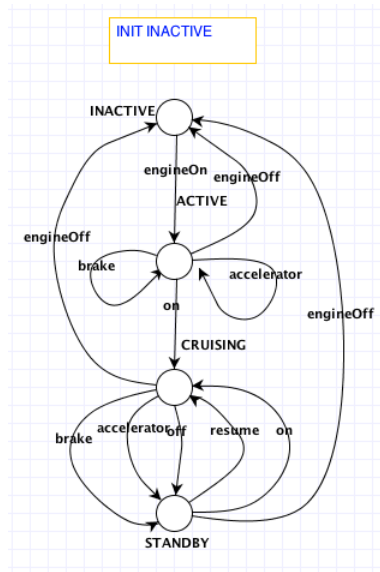 INIT INACTIVE
INACTIVE
engineOn
engineOff
ACTIVE
engineOff
brake
accelerator
on
engineOff
CRUISING
brake
accelerator
off
resume
on
STANDBY